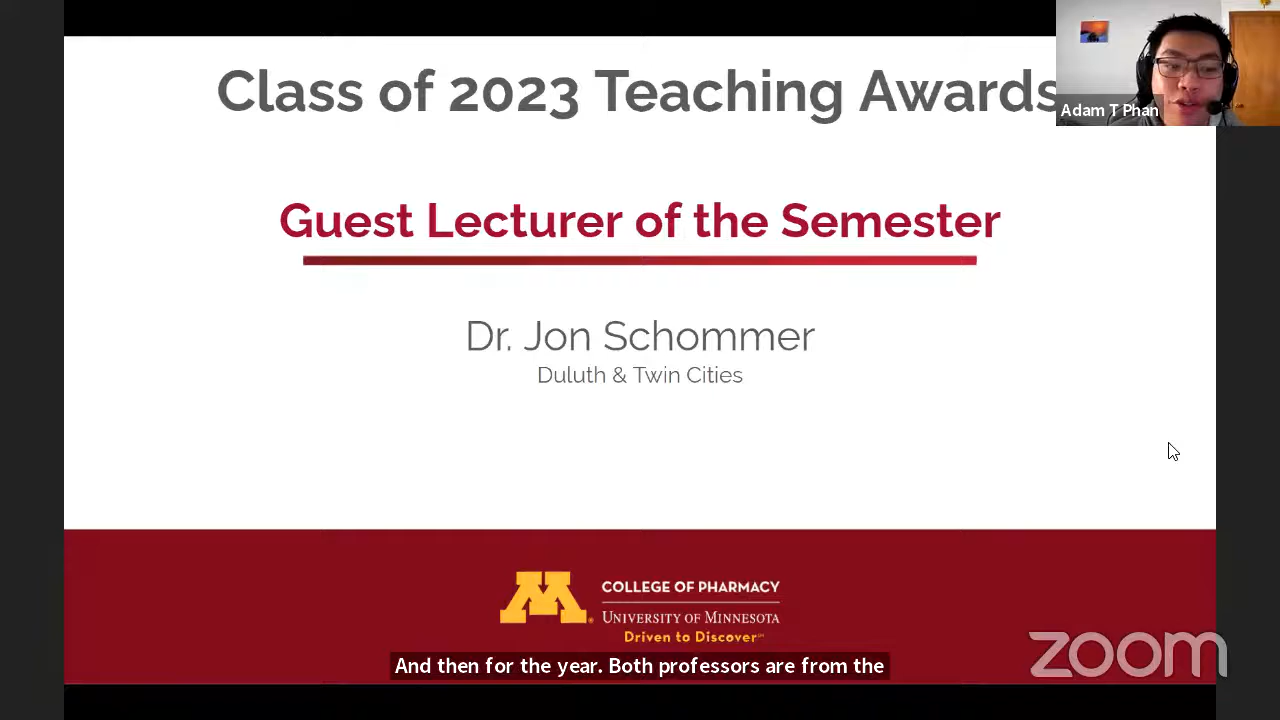 Class of 2023 Teaching Awards
Adam T Phan
Guest Lecturer of the Semester
Dr. Jon Schommer
Duluth & Twin Cities
M
COLLEGE OF PHARMACY
UNIVERSITY OF MINNESOTA
Driven to Discover℠
And then for the year. Both professors are from the
zoom